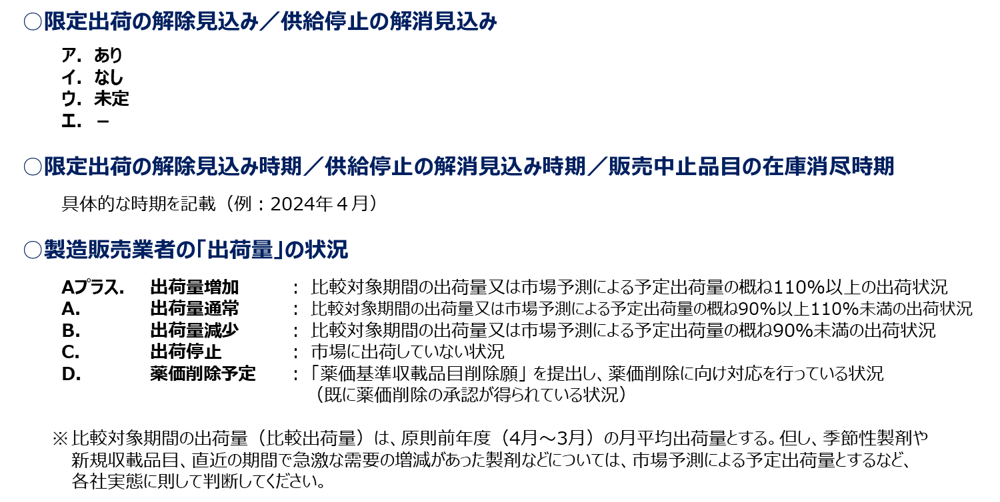 ○限定出荷の解除見込み／供給停止の解消見込み
ア． あり
イ． なし
ウ． 未定
エ． －
○限定出荷の解除見込み時期／供給停止の解消見込み時期／販売中止品目の在庫消尽時期
具体的な時期を記載（例：2024年４月）
○製造販売業者の「出荷量」の状況
Aプラス. 出荷量増加 ： 比較対象期間の出荷量又は市場予測による予定出荷量の概ね110％以上の出荷状況
A. 出荷量通常 ： 比較対象期間の出荷量又は市場予測による予定出荷量の概ね90％以上110％未満の出荷状況
B. 出荷量減少 ： 比較対象期間の出荷量又は市場予測による予定出荷量の概ね90％未満の出荷状況
C. 出荷停止 ： 市場に出荷していない状況
D. 薬価削除予定 ： 「薬価基準収載品目削除願」を提出し、薬価削除に向け対応を行っている状況
（既に薬価削除の承認が得られている状況）
※ 比較対象期間の出荷量（比較出荷量）は、原則前年度（4月～3月）の月平均出荷量とする。但し、季節性製剤や
新規収載品目、直近の期間で急激な需要の増減があった製剤などについては、市場予測による予定出荷量とするなど、
各社実態に則して判断してください。